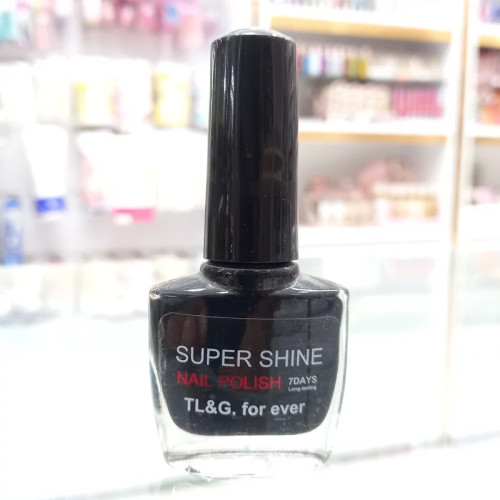 SUPER SHINE
NAIL POLISH 7DAYS
Long-lasting
TL&G, for ever